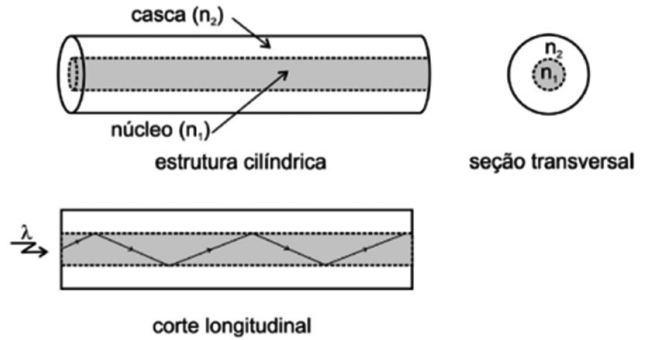 casca (n₂)
n₂
n₁
núcleo (n₁)
estrutura cilíndrica
seção transversal
λ
corte longitudinal